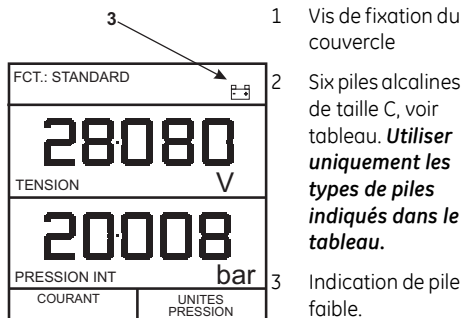 3
FCT.: STANDARD
28080
TENSION V
20008
PRESSION INT bar
COURANT
UNITES
PRESSION
1 Vis de fixation du
couvercle
2 Six piles alcalines
de taille C, voir
tableau. Utiliser
uniquement les
types de piles
indiqués dans le
tableau.
3 Indication de pile
faible.